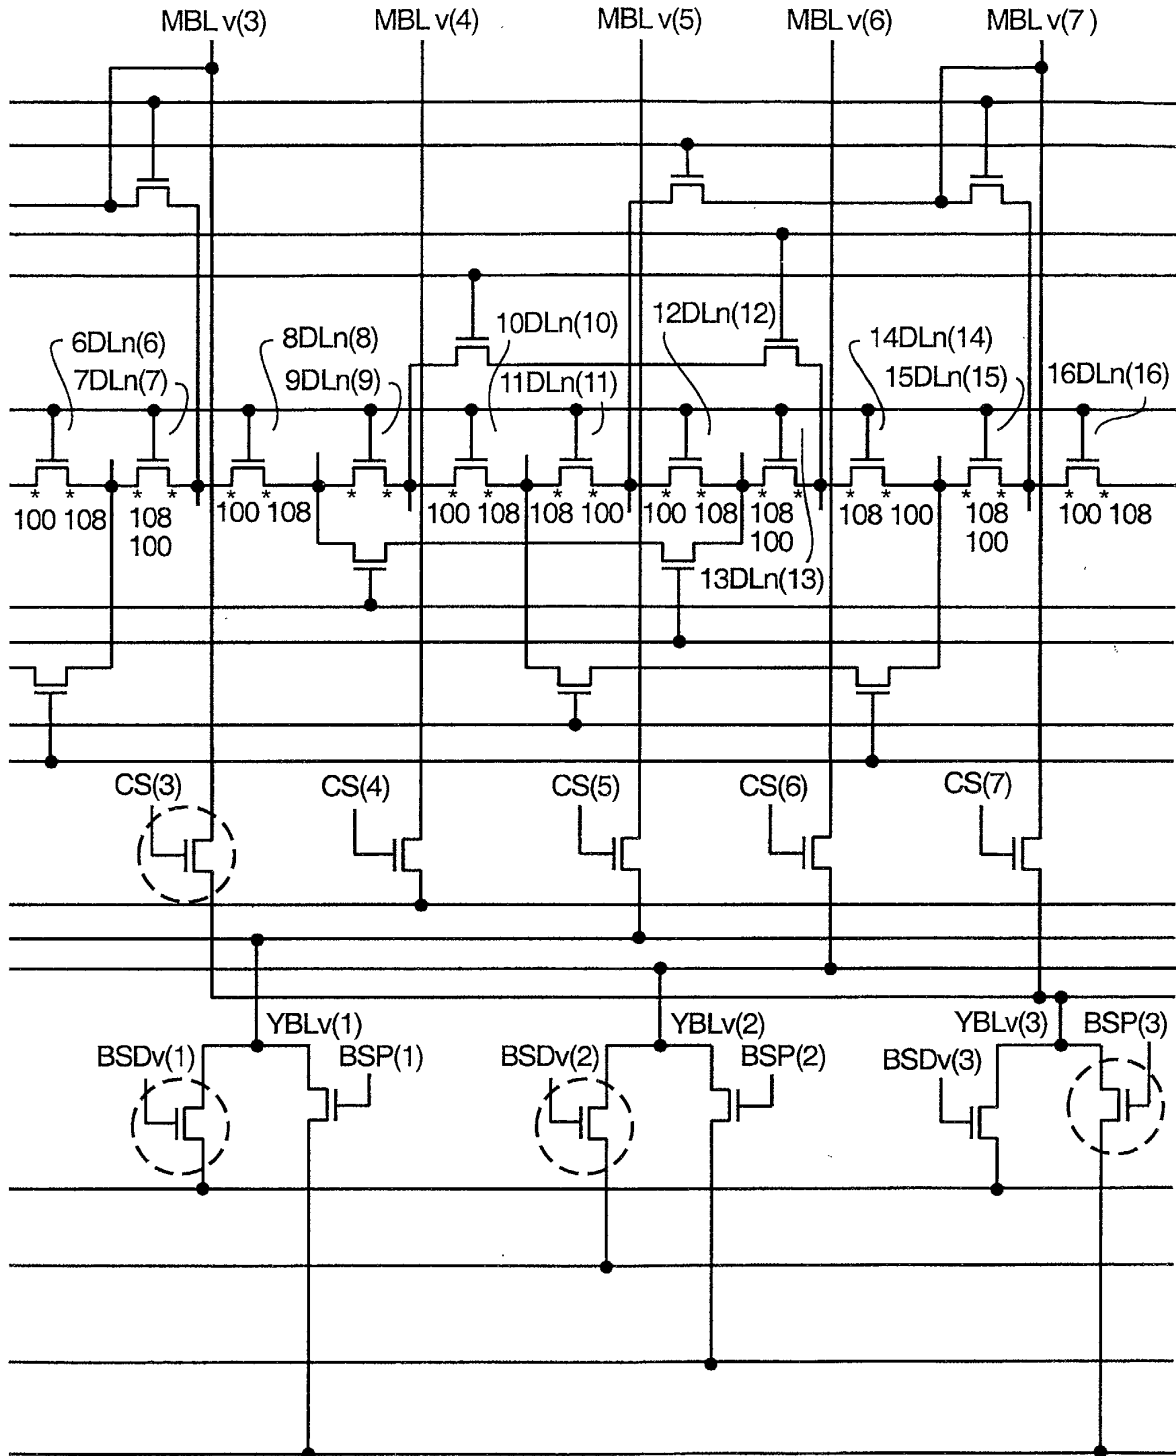 MBL v(3) MBL v(4) MBL v(5) MBL v(6) MBL v(7)
6DLn(6) 8DLn(8) 10DLn(10) 12DLn(12) 14DLn(14)
7DLn(7) 9DLn(9) 11DLn(11) 15DLn(15) 16DLn(16)
* * * * * * * * * * * * * * * * * * * * * *
100 108 108 100 108 108 108 100 100 108 108 108 100 108 100 108
100 100 100
13DLn(13)
CS(3) CS(4) CS(5) CS(6) CS(7)
YBLv(1) YBLv(2) YBLv(3) BSP(3)
BSDv(1) BSP(1) BSDv(2) BSP(2) BSDv(3)